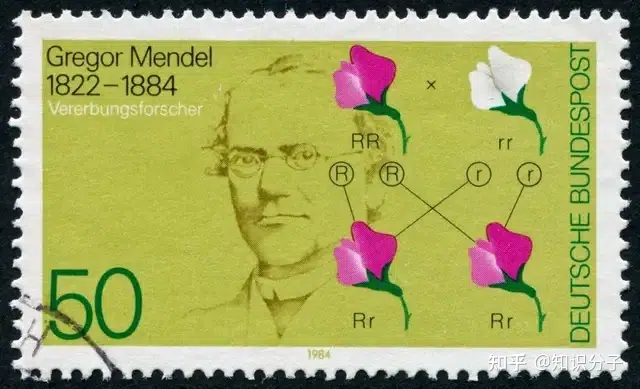 Gregor Mendel
1822–1884
Vererbungsforscher
×
RR
rr
R
R
r
r
Rr
Rr
50
DEUTSCHE BUNDESPOST
1984
H
知乎 @知识分子